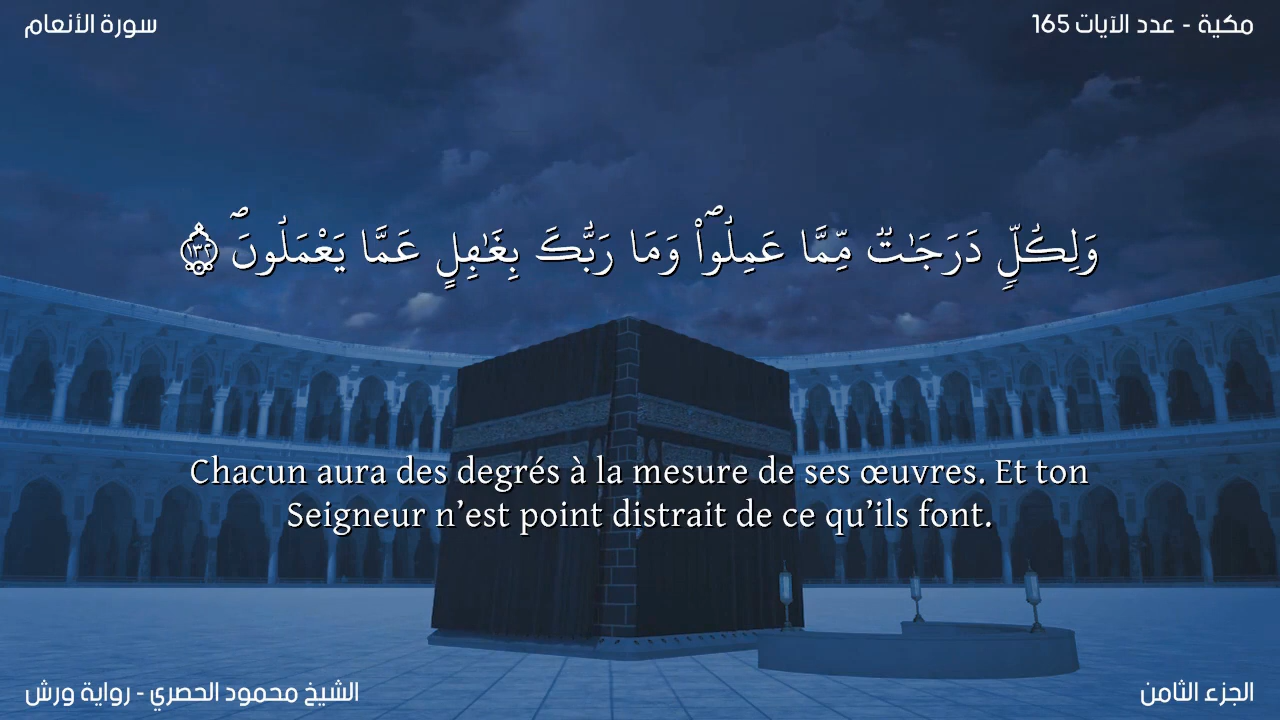 سورة الأنعام
مكية - عدد الآيات 165
وَلِكُلّٖ دَرَجَٰتٞ مِّمَّا عَمِلُواْۖ وَمَا رَبُّكَ بِغَٰفِلٍ عَمَّا يَعْمَلُونَۖ ١٣٢
Chacun aura des degrés à la mesure de ses œuvres. Et ton
Seigneur n’est point distrait de ce qu’ils font.
الشيخ محمود الحصري - رواية ورش
الجزء الثامن